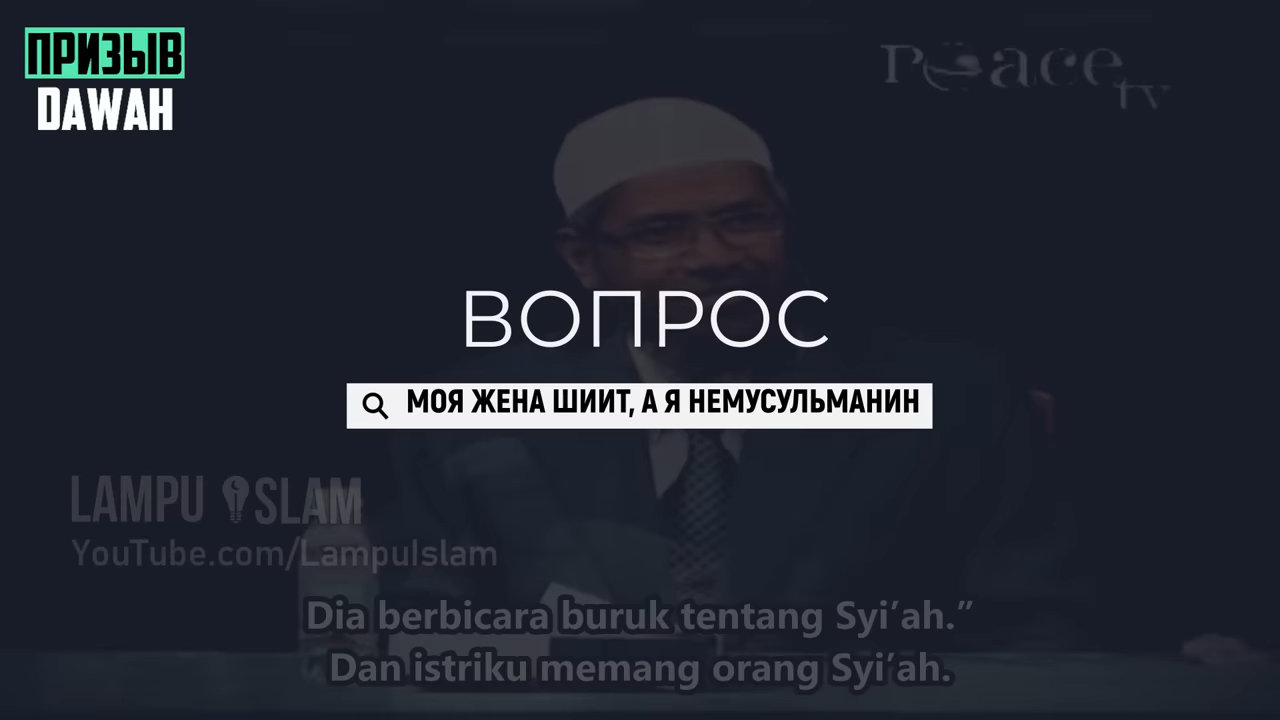 ПРИЗЫВ
DAWAH
Peace
tv
ВОПРОС
МОЯ ЖЕНА ШИИТ, А Я НЕМУСУЛЬМАНИН
LAMPU ISLAM
YouTube.com/LampuIslam
Dia berbicara buruk tentang Syi’ah.”
Dan istriku memang orang Syi’ah.